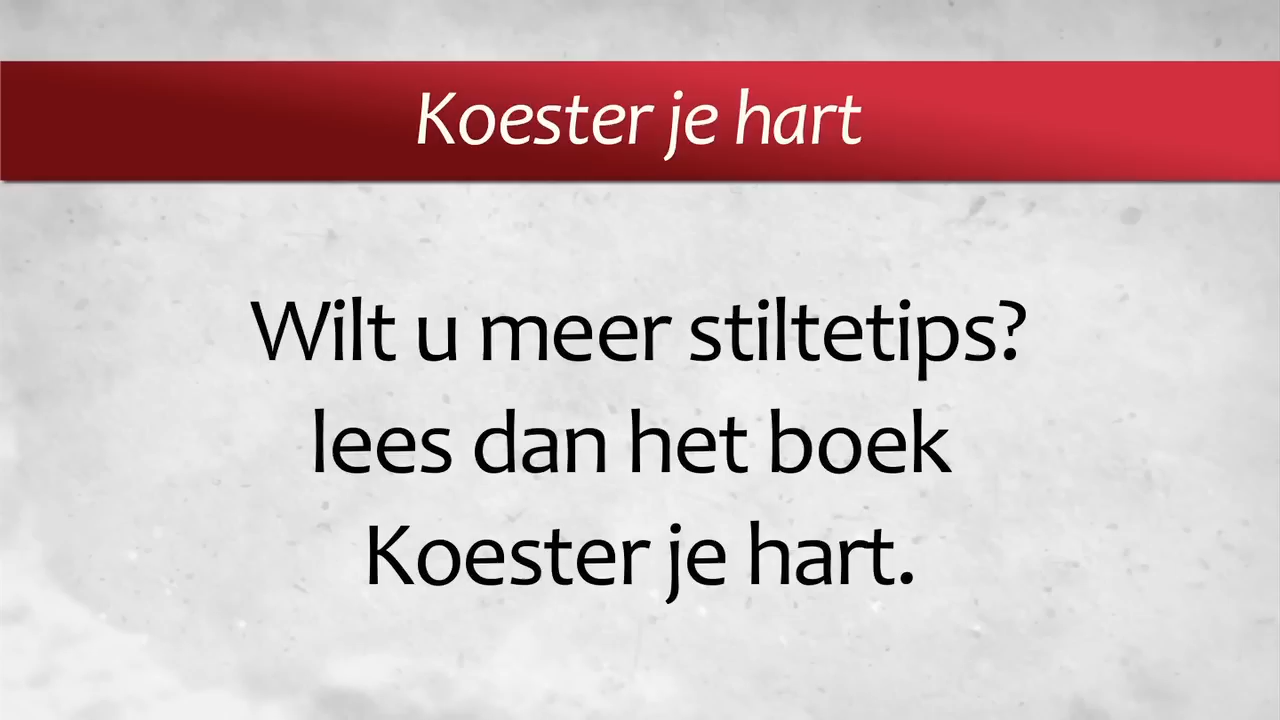 Koester je hart
Wilt u meer stiltetips?
lees dan het boek
Koester je hart.